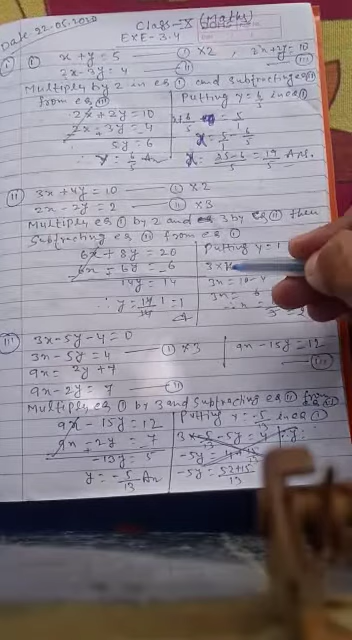 Date 22-05-2020
Class-X (Maths)
EXE-3.4
(i) x + y = 5 — (i) ×2, 2x+2y=10
2x-3y = 4 — (ii)
Multiply by 2 in eq (i) and subtracting eq (ii)
from eq (iii)
2x + 2y = 10
2x - 3y = 4
5y = 6
∴ y = 6/5 An
Putting y = 6/5 in eq (i)
x = 5 - 6/5
x = 25-6/5 = 19/5 Ans.
(ii) 3x + 4y = 10 — (i) ×2
2x - 2y = 2 — (ii) ×3
Multiply eq (i) by 2 and 3 by eq (ii) then
Subtracting eq (ii) from eq (i)
6x + 8y = 20
6x - 6y = 6
14y = 14
∴ y = 14/14 = 1
Putting y = 1
3x = 10-4
3x = 6
(iii) 3x - 5y - 4 = 0
3x - 5y = 4 — (i) ×3
9x - 15y = 12
9x = 2y + 7
9x - 2y = 7 — (ii)
Multiply eq (i) by 3 and subtracting eq (ii) from
9x - 15y = 12
9x - 2y = 7
-13y = 5
y = -5/13 An
Putting y = -5/13 in eq (i)
-5y = 52+15/13